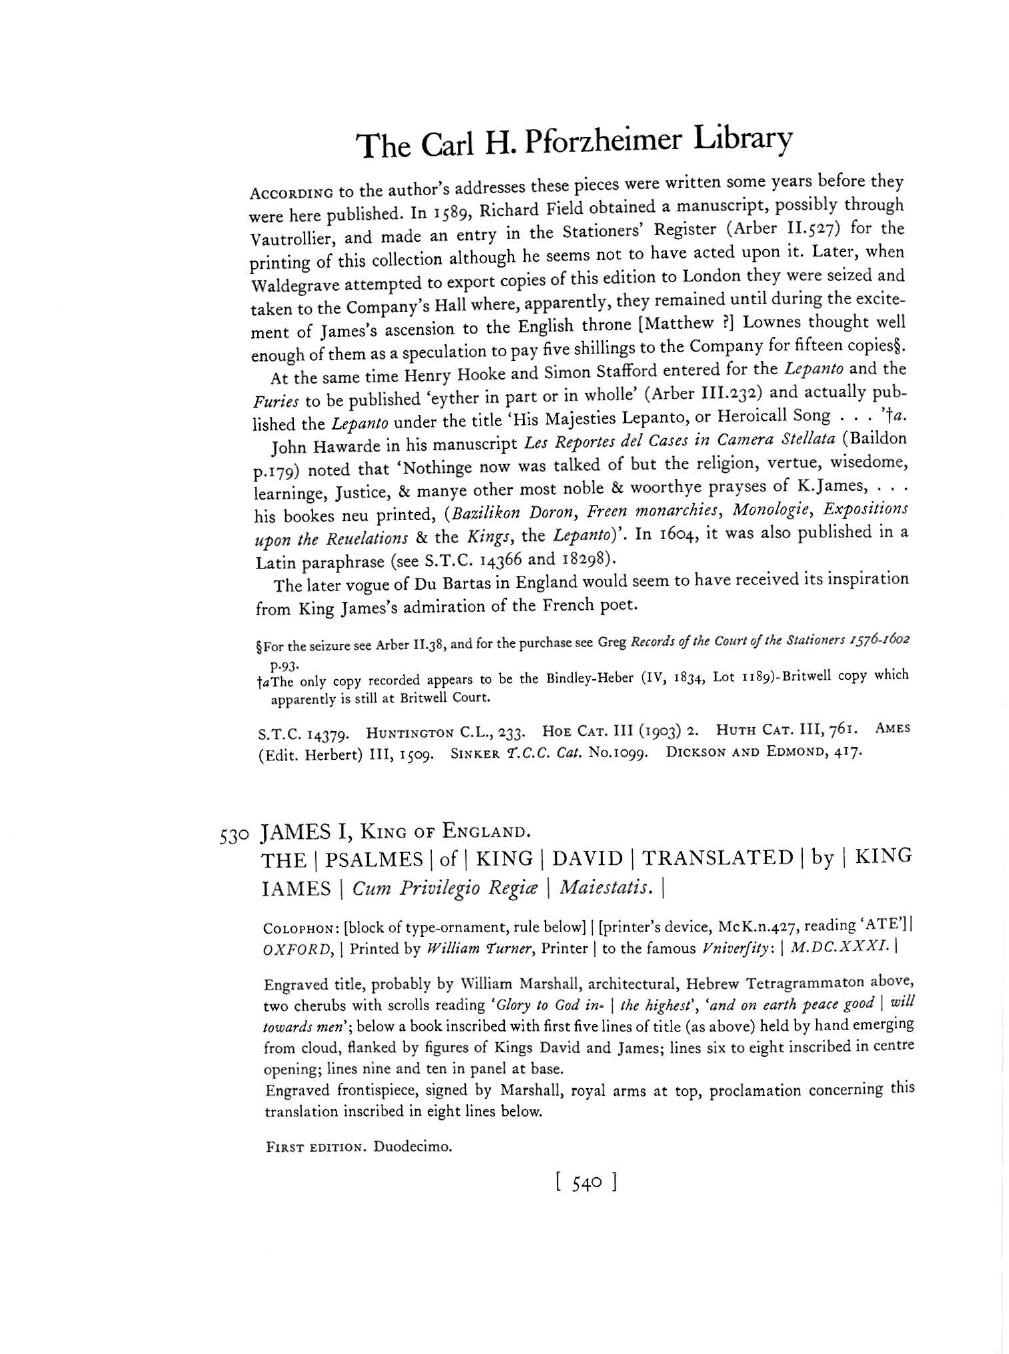 The Carl H. Pforzheimer Library
ACCORDING to the author's addresses these pieces were written some years before they
were here published. In 1589, Richard Field obtained a manuscript, possibly through
Vautrollier, and made an entry in the Stationers' Register (Arber II.527) for the
printing of this collection although he seems not to have acted upon it. Later, when
Waldegrave attempted to export copies of this edition to London they were seized and
taken to the Company's Hall where, apparently, they remained until during the excite-
ment of James's ascension to the English throne [Matthew ?] Lownes thought well
enough of them as a speculation to pay five shillings to the Company for fifteen copies§.
At the same time Henry Hooke and Simon Stafford entered for the Lepanto and the
Furies to be published 'eyther in part or in wholle' (Arber III.232) and actually pub-
lished the Lepanto under the title 'His Majesties Lepanto, or Heroicall Song . . . '†a.
John Hawarde in his manuscript Les Reportes del Cases in Camera Stellata (Baildon
p.179) noted that 'Nothinge now was talked of but the religion, vertue, wisedome,
learninge, Justice, & manye other most noble & woorthye prayses of K.James, . . .
his bookes neu printed, (Bazilikon Doron, Freen monarchies, Monologie, Expositions
upon the Reuelations & the Kings, the Lepanto)'. In 1604, it was also published in a
Latin paraphrase (see S.T.C. 14366 and 18298).
The later vogue of Du Bartas in England would seem to have received its inspiration
from King James's admiration of the French poet.
§For the seizure see Arber II.38, and for the purchase see Greg Records of the Court of the Stationers 1576-1602
p.93.
†aThe only copy recorded appears to be the Bindley-Heber (IV, 1834, Lot 1189)-Britwell copy which
apparently is still at Britwell Court.
S.T.C. 14379. HUNTINGTON C.L., 233. HOE CAT. III (1903) 2. HUTH CAT. III, 761. AMES
(Edit. Herbert) III, 1509. SINKER T.C.C. Cat. No.1099. DICKSON AND EDMOND, 417.
530 JAMES I, KING OF ENGLAND.
THE | PSALMES | of | KING | DAVID | TRANSLATED | by | KING
IAMES | Cum Privilegio Regiæ | Maiestatis. |
COLOPHON: [block of type-ornament, rule below] | [printer's device, McK.n.427, reading 'ATE'] |
OXFORD, | Printed by William Turner, Printer | to the famous Vniverſity: | M.DC.XXXI. |
Engraved title, probably by William Marshall, architectural, Hebrew Tetragrammaton above,
two cherubs with scrolls reading 'Glory to God in- | the highest', 'and on earth peace good | will
towards men'; below a book inscribed with first five lines of title (as above) held by hand emerging
from cloud, flanked by figures of Kings David and James; lines six to eight inscribed in centre
opening; lines nine and ten in panel at base.
Engraved frontispiece, signed by Marshall, royal arms at top, proclamation concerning this
translation inscribed in eight lines below.
FIRST EDITION. Duodecimo.
[ 540 ]